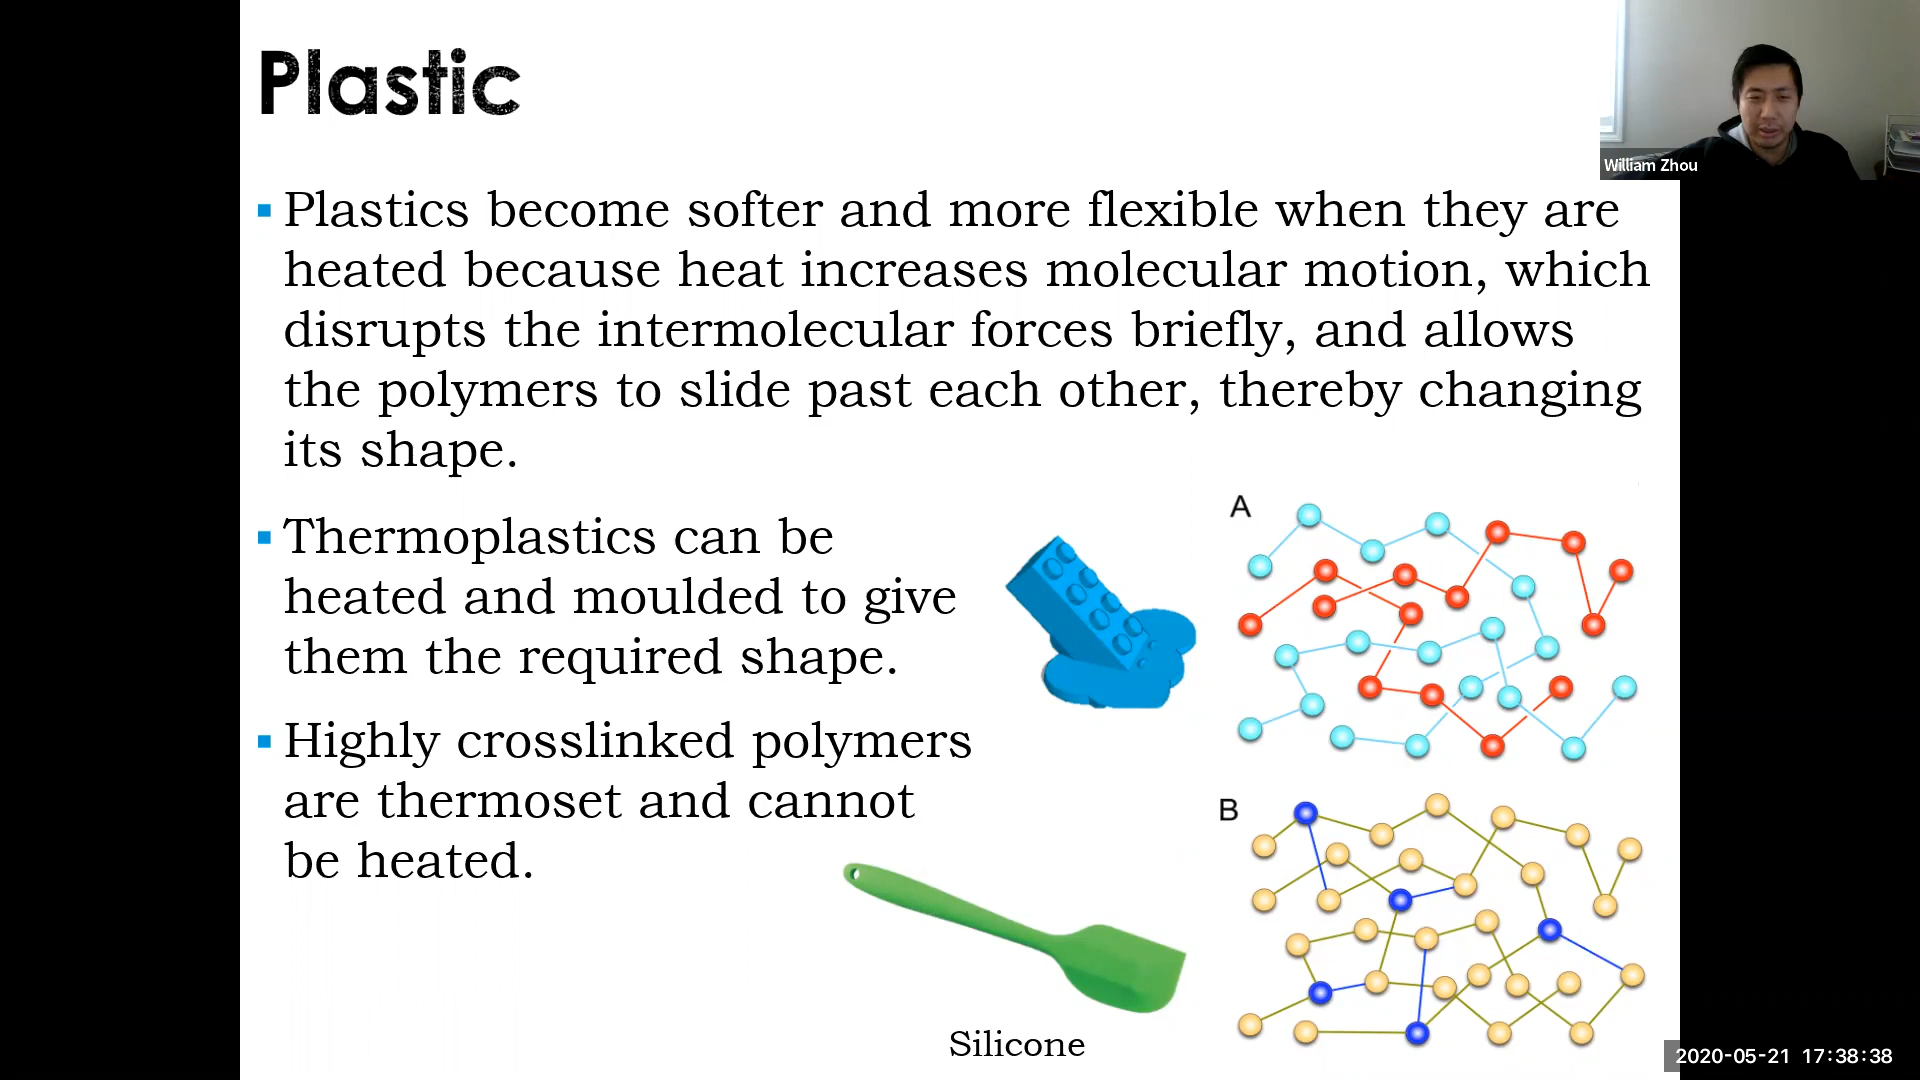 Plastic
William Zhou
▪ Plastics become softer and more flexible when they are
heated because heat increases molecular motion, which
disrupts the intermolecular forces briefly, and allows
the polymers to slide past each other, thereby changing
its shape.
▪ Thermoplastics can be
heated and moulded to give
them the required shape.
▪ Highly crosslinked polymers
are thermoset and cannot
be heated.
A
B
Silicone
2020-05-21 17:38:38